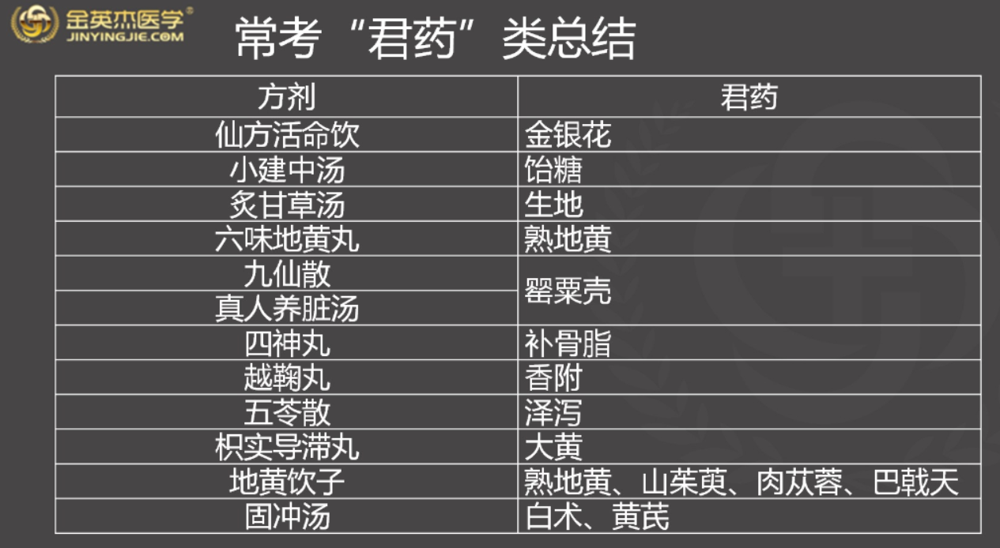 金英杰医学®
JINYINGJIE.COM
常考“君药”类总结
方剂 君药
仙方活命饮 金银花
小建中汤 饴糖
炙甘草汤 生地
六味地黄丸 熟地黄
九仙散 罂粟壳
真人养脏汤
四神丸 补骨脂
越鞠丸 香附
五苓散 泽泻
枳实导滞丸 大黄
地黄饮子 熟地黄、山茱萸、肉苁蓉、巴戟天
固冲汤 白术、黄芪